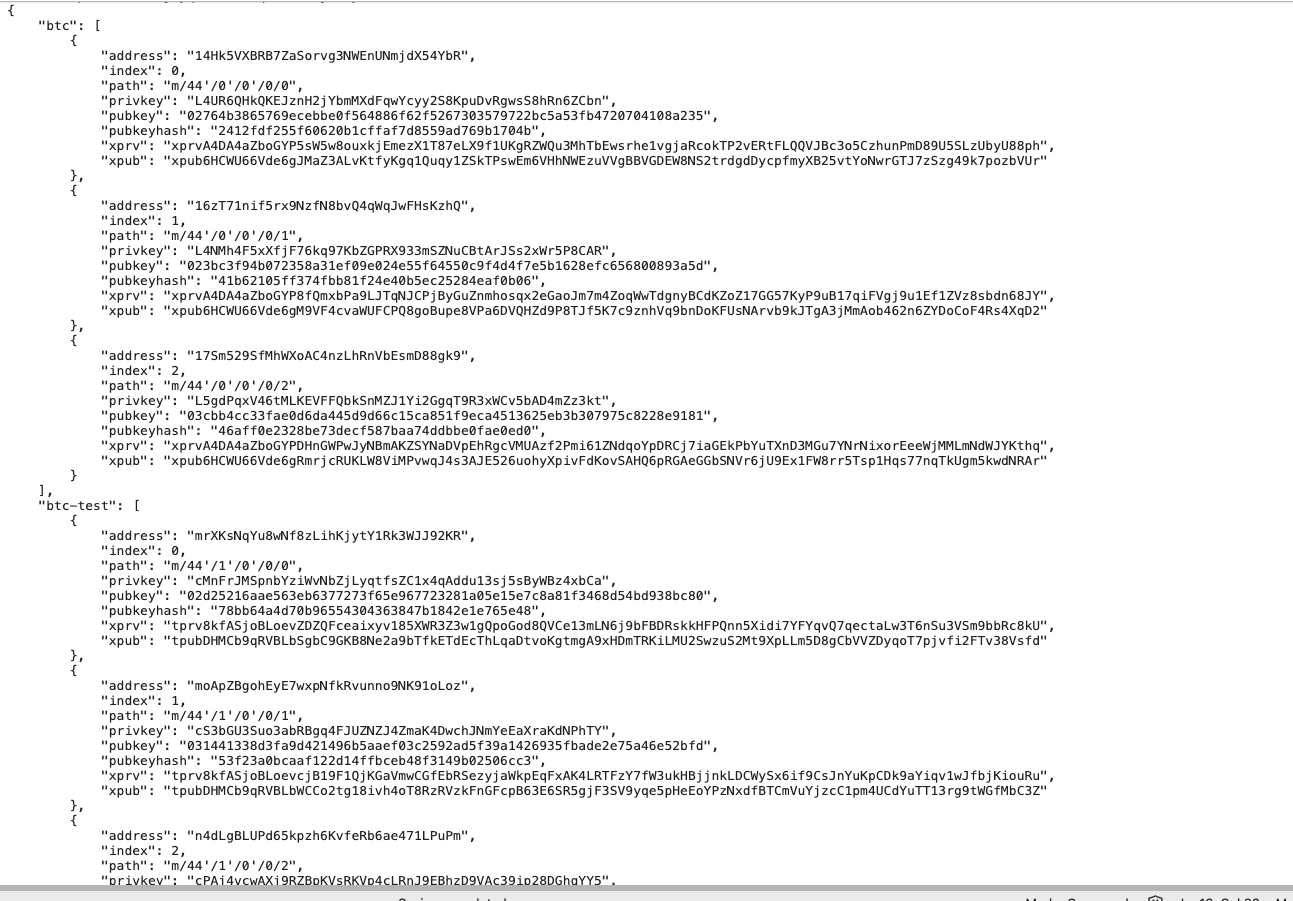 {
"btc": [
{
"address": "14Hk5VXBRB7ZaSorvg3NWEnUNmjdX54YbR",
"index": 0,
"path": "m/44'/0'/0'/0/0",
"privkey": "L4UR6QHkQKEJznH2jYbmMXdFqwYcyy2S8KpuDvRgwsS8hRn6ZCbn",
"pubkey": "02764b3865769ecebbe0f564886f62f5267303579722bc5a53fb4720704108a235",
"pubkeyhash": "2412fdf255f60620b1cffaf7d8559ad769b1704b",
"xprv": "xprvA4DA4aZboGYP5sW5w8ouxkjEmezX1T87eLX9f1UKgRZWQu3MhTbEwsrhe1vgjaRcokTP2vERtFLQQVJBc3o5CzhunPmD89U5SLzUbyU88ph",
"xpub": "xpub6HCWU66Vde6gJMaZ3ALvKtfyKgq1Quqy1ZSkTPswEm6VHhNWEzuVVgBBVGDEW8NS2trdgdDycpfmyXB25vtYoNwrGTJ7zSzg49k7pozbVUr"
},
{
"address": "16zT71nif5rx9NzfN8bvQ4qWqJwFHsKzhQ",
"index": 1,
"path": "m/44'/0'/0'/0/1",
"privkey": "L4NMh4F5xXfjF76kq97KbZGPRX933mSZNuCBtArJSs2xWr5P8CAR",
"pubkey": "023bc3f94b072358a31ef09e024e55f64550c9f4d4f7e5b1628efc656800893a5d",
"pubkeyhash": "41b62105ff374fbb81f24e40b5ec25284eaf0b06",
"xprv": "xprvA4DA4aZboGYP8fQmxbPa9LJTqNJCPjByGuZnmhosqx2eGaoJm7m4ZoqWwTdgnyBCdKZoZ17GG57KyP9uB17qiFVgj9u1Ef1ZVz8sbdn68JY",
"xpub": "xpub6HCWU66Vde6gM9VF4cvaWUFCPQ8goBupe8VPa6DVQHZd9P8TJf5K7c9znhVq9bnDoKFUsNArvb9kJTgA3jMmAob462n6ZYDoCoF4Rs4XqD2"
},
{
"address": "17Sm529SfMhWXoAC4nzLhRnVbEsmD88gk9",
"index": 2,
"path": "m/44'/0'/0'/0/2",
"privkey": "L5gdPqxV46tMLKEVFFQbkSnMZJ1Yi2GgqT9R3xWCv5bAD4mZz3kt",
"pubkey": "03cbb4cc33fae0d6da445d9d66c15ca851f9eca4513625eb3b307975c8228e9181",
"pubkeyhash": "46aff0e2328be73decf587baa74ddbbe0fae0ed0",
"xprv": "xprvA4DA4aZboGYPDHnGWPwJyNBmAKZSYNaDVpEhRgcVMUAzf2Pmi61ZNdqoYpDRCj7iaGEkPbYuTXnD3MGu7YNrNixorEeeWjMMLmNdWJYKthq",
"xpub": "xpub6HCWU66Vde6gRmrjcRUKLW8ViMPvwqJ4s3AJE526uohyXpivFdKovSAHQ6pRGAeGGbSNVr6jU9Ex1FW8rr5Tsp1Hqs77nqTkUgm5kwdNRAr"
}
],
"btc-test": [
{
"address": "mrXKsNqYu8wNf8zLihKjytY1Rk3WJJ92KR",
"index": 0,
"path": "m/44'/1'/0'/0/0",
"privkey": "cMnFrJMSpnbYziWvNbZjLyqtfsZC1x4qAddu13sj5sByWBz4xbCa",
"pubkey": "02d25216aae563eb6377273f65e967723281a05e15e7c8a81f3468d54bd938bc80",
"pubkeyhash": "78bb64a4d70b96554304363847b1842e1e765e48",
"xprv": "tprv8kfASjoBLoevZDZQFceaixyv185XWR3Z3w1gQpoGod8QVCe13mLN6j9bFBDRskkHFPQnn5Xidi7YFYqvQ7qectaLw3T6nSu3VSm9bbRc8kU",
"xpub": "tpubDHMCb9qRVBLbSgbC9GKB8Ne2a9bTfkETdEcThLqaDtvoKgtmgA9xHDmTRKiLMU2SwzuS2Mt9XpLLm5D8gCbVVZDyqoT7pjvfi2FTv38Vsfd"
},
{
"address": "moApZBgohEyE7wxpNfkRvunno9NK91oLoz",
"index": 1,
"path": "m/44'/1'/0'/0/1",
"privkey": "cS3bGU3Suo3abRBgq4FJUZNZJ4ZmaK4DwchJNmYeEaXraKdNPhTY",
"pubkey": "031441338d3fa9d421496b5aaef03c2592ad5f39a1426935fbade2e75a46e52bfd",
"pubkeyhash": "53f23a0bcaaf122d14ffbceb48f3149b02506cc3",
"xprv": "tprv8kfASjoBLoevcjB19F1QjKGaVmwCGfEbRSezyjaWkpEqFxAK4LRTFzY7fW3ukHBjjnkLDCWySx6if9CsJnYuKpCDk9aYiqv1wJfbjKiouRu",
"xpub": "tpubDHMCb9qRVBLbWCCo2tg18ivh4oT8RzRVzkFnGFcpB63E6SR5gjF3SV9yqe5pHeEoYPzNxdfBTCmVuYjzcC1pm4UCdYuTT13rg9tWGfMbC3Z"
},
{
"address": "n4dLgBLUPd65kpzh6KvfeRb6ae471LPuPm",
"index": 2,
"path": "m/44'/1'/0'/0/2",
"privkey": "cPAj4ycwAXj9RZBpKVsRKVp4cLRnJ9EBhzD9VAc39ip28DGhqYY5",